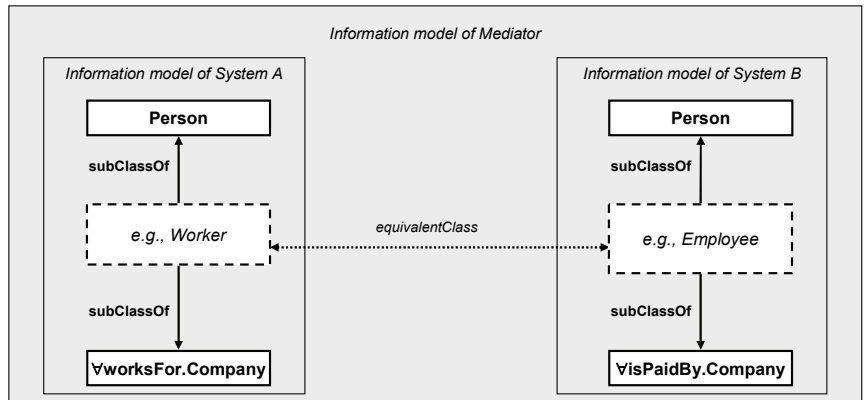 Information model of Mediator
Information model of System A
Person
subClassOf
e.g., Worker
subClassOf
∀worksFor.Company
equivalentClass
Information model of System B
Person
subClassOf
e.g., Employee
subClassOf
∀isPaidBy.Company